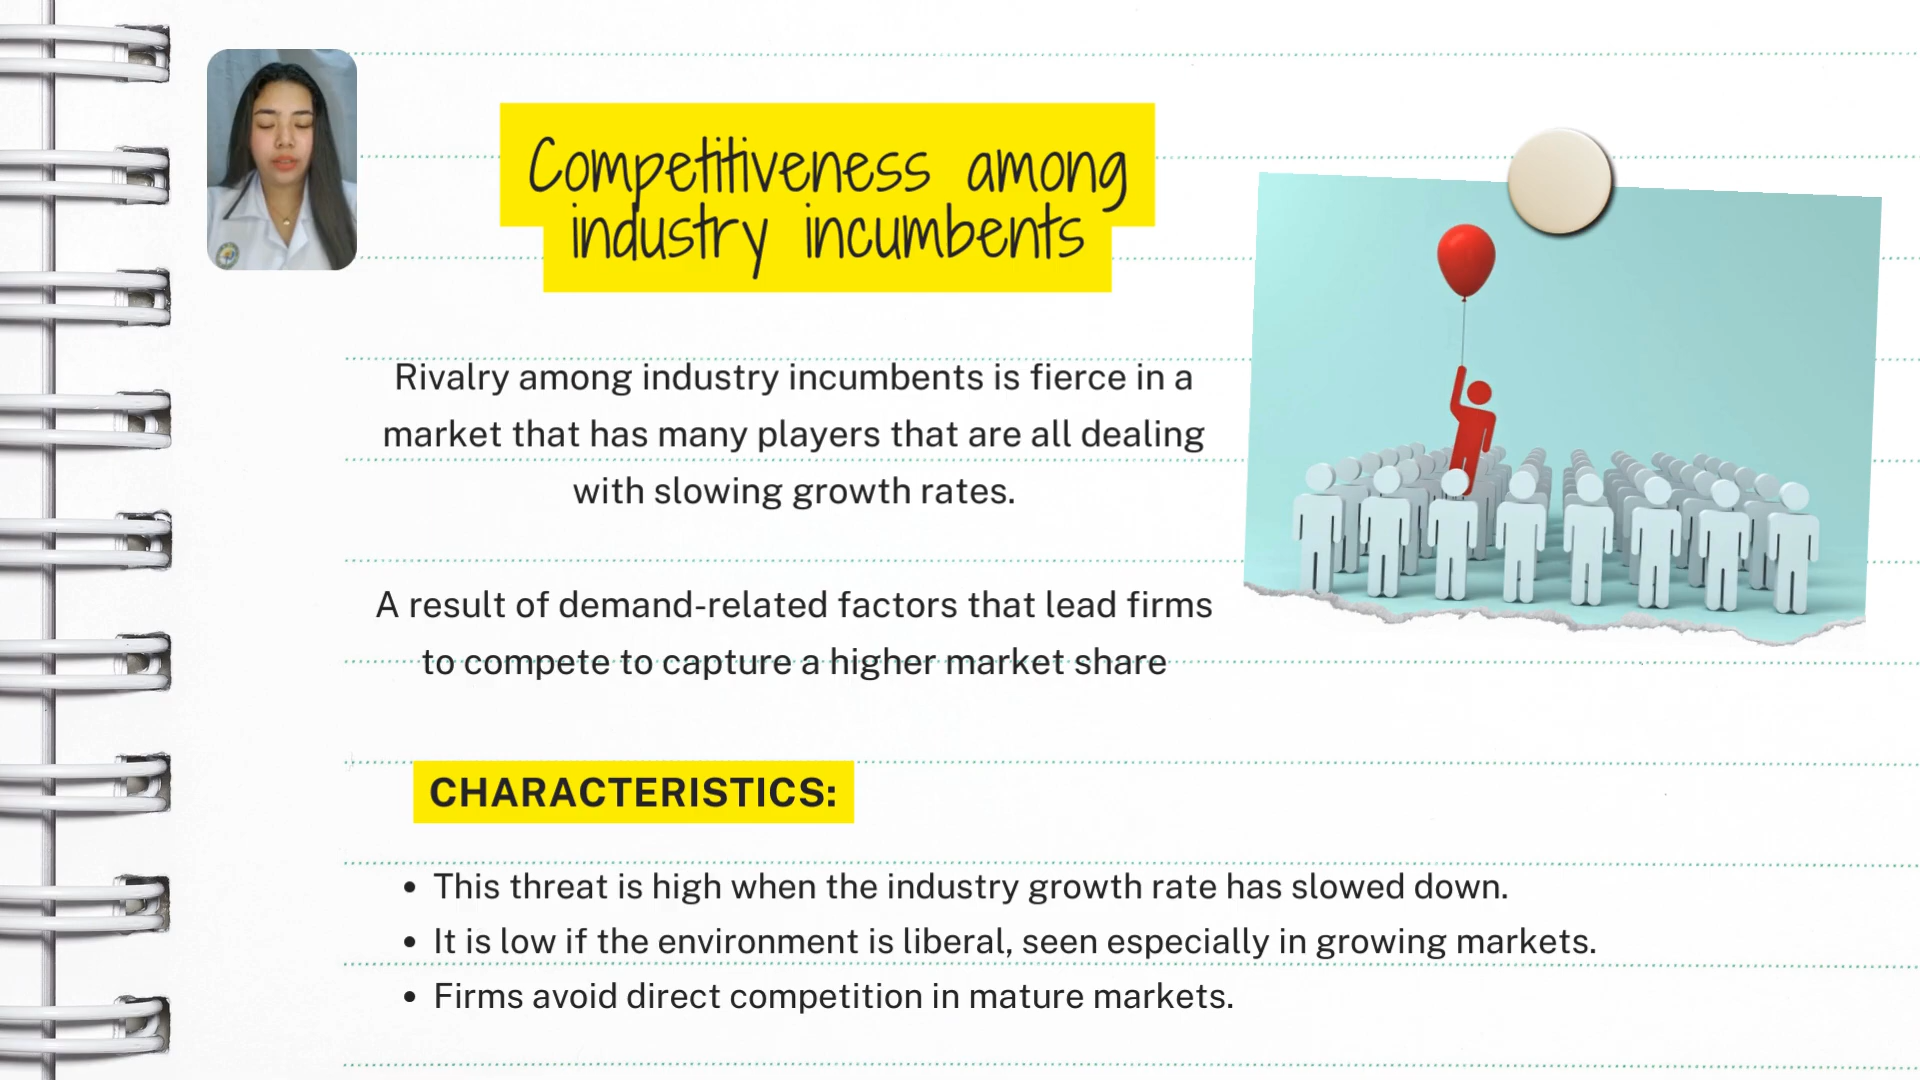 Competitiveness among
industry incumbents
Rivalry among industry incumbents is fierce in a
market that has many players that are all dealing
with slowing growth rates.
A result of demand-related factors that lead firms
to compete to capture a higher market share
CHARACTERISTICS:
• This threat is high when the industry growth rate has slowed down.
• It is low if the environment is liberal, seen especially in growing markets.
• Firms avoid direct competition in mature markets.